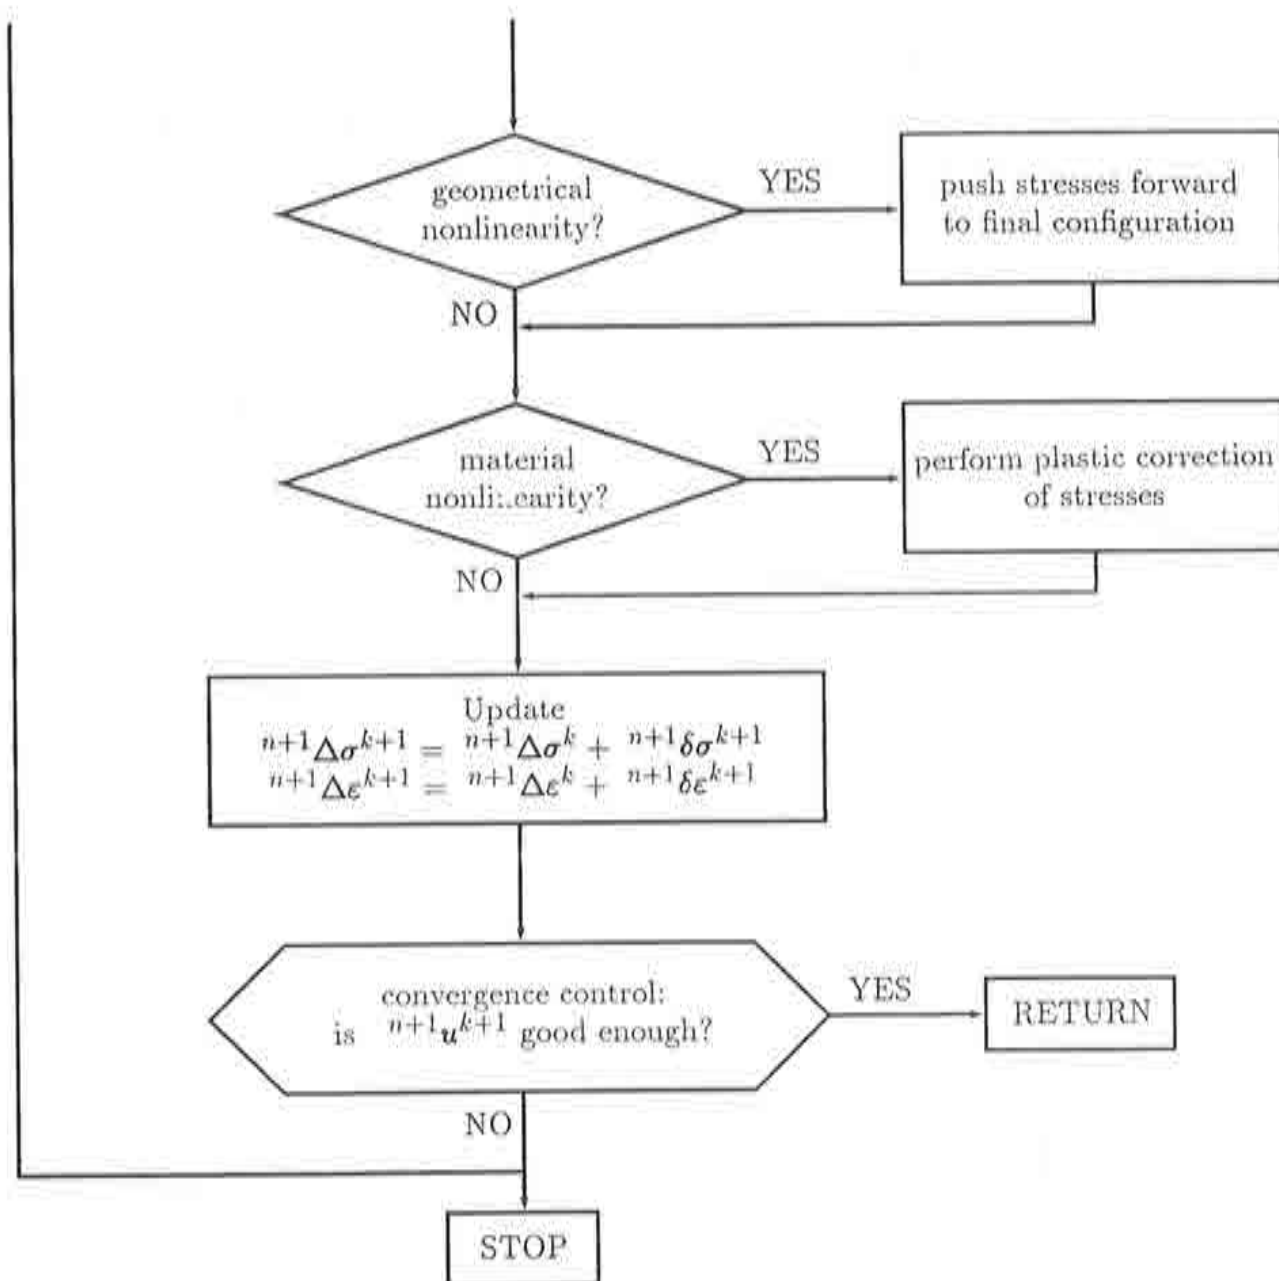 geometrical
nonlinearity?
YES
push stresses forward
to final configuration
NO
material
nonli:.earity?
YES
perform plastic correction
of stresses
NO
Update
ⁿ⁺¹Δσᵏ⁺¹ = ⁿ⁺¹Δσᵏ + ⁿ⁺¹δσᵏ⁺¹
ⁿ⁺¹Δεᵏ⁺¹ = ⁿ⁺¹Δεᵏ + ⁿ⁺¹δεᵏ⁺¹
convergence control:
is ⁿ⁺¹uᵏ⁺¹ good enough?
YES
RETURN
NO
STOP